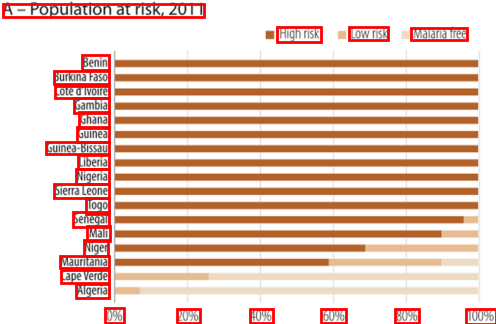 A – Population at risk, 2011
High risk Low risk Malaria free
Benin
Burkina Faso
Côte d'Ivoire
Gambia
Ghana
Guinea
Guinea-Bissau
Liberia
Nigeria
Sierra Leone
Togo
Senegal
Mali
Niger
Mauritania
Cape Verde
Algeria
0% 20% 40% 60% 80% 100%